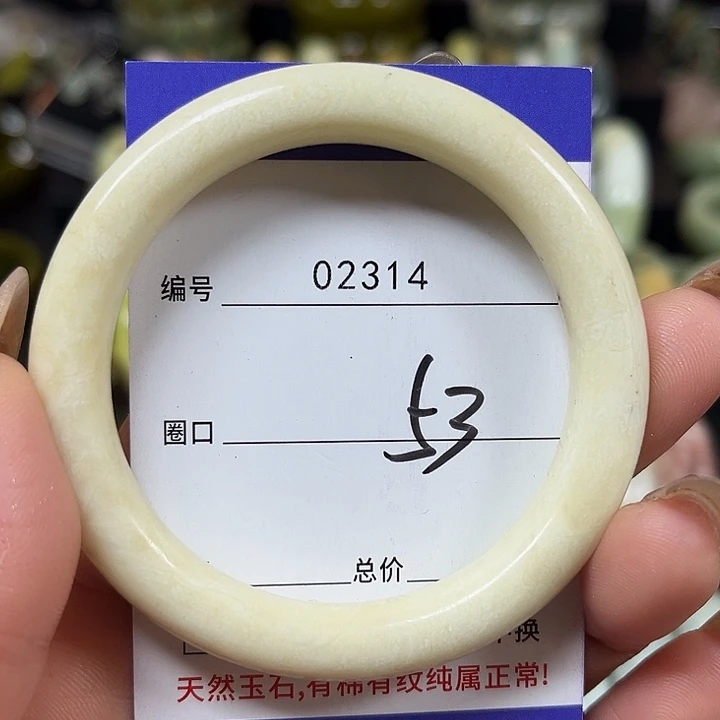 编号 02314
圈口 53
总价
换
天然玉石,有棉有纹纯属正常!